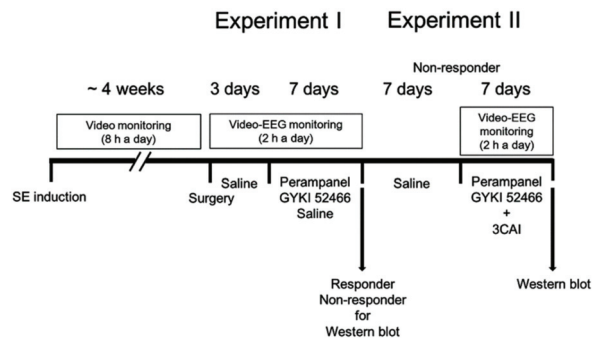 Experiment I
Experiment II
Non-responder
~ 4 weeks
3 days
7 days
7 days
7 days
Video monitoring
(8 h a day)
Video-EEG monitoring
(2 h a day)
Video-EEG
monitoring
(2 h a day)
SE induction
Saline
Surgery
Perampanel
GYKI 52466
Saline
Saline
Perampanel
GYKI 52466
+
3CAI
Responder
Non-responder
for
Western blot
Western blot